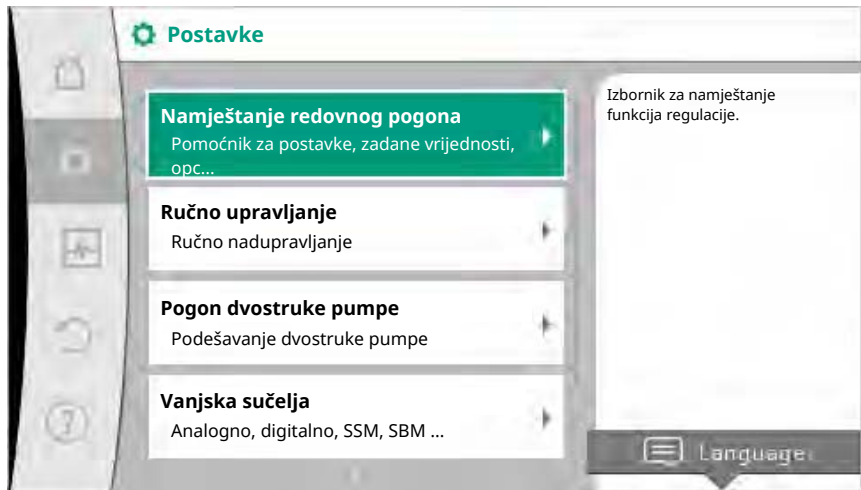 Postavke
Namještanje redovnog pogona
Pomoćnik za postavke, zadane vrijednosti,
opc...
Ručno upravljanje
Ručno nadupravljanje
Pogon dvostruke pumpe
Podešavanje dvostruke pumpe
Vanjska sučelja
Analogno, digitalno, SSM, SBM ...
Izbornik za namještanje
funkcija regulacije.
Language